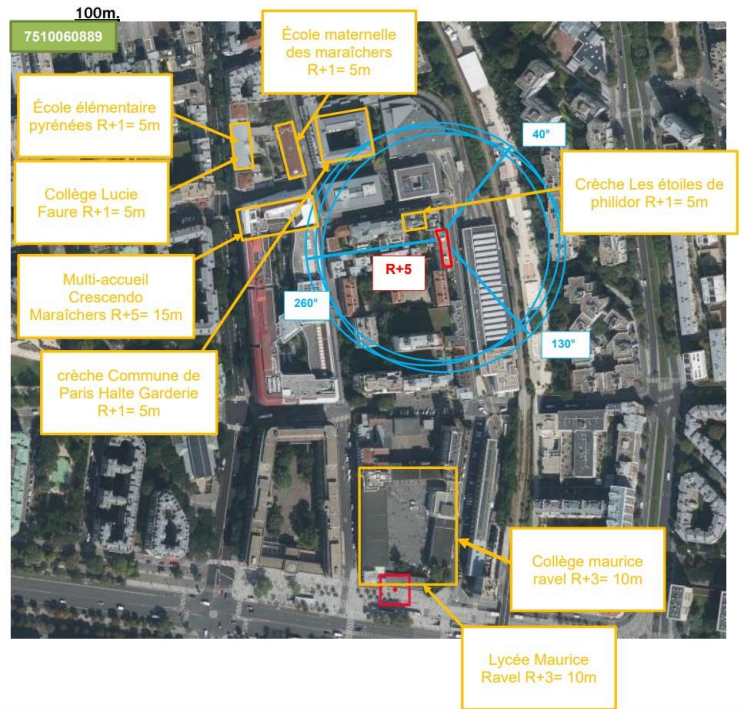 100m.
7510060889
École maternelle
des maraîchers
R+1= 5m
École élémentaire
pyrénées R+1= 5m
40°
Crèche Les étoiles de
philidor R+1= 5m
Collège Lucie
Faure R+1= 5m
R+5
Multi-accueil
Crescendo
Maraîchers R+5= 15m
260°
130°
crèche Commune de
Paris Halte Garderie
R+1= 5m
Collège maurice
ravel R+3= 10m
Lycée Maurice
Ravel R+3= 10m